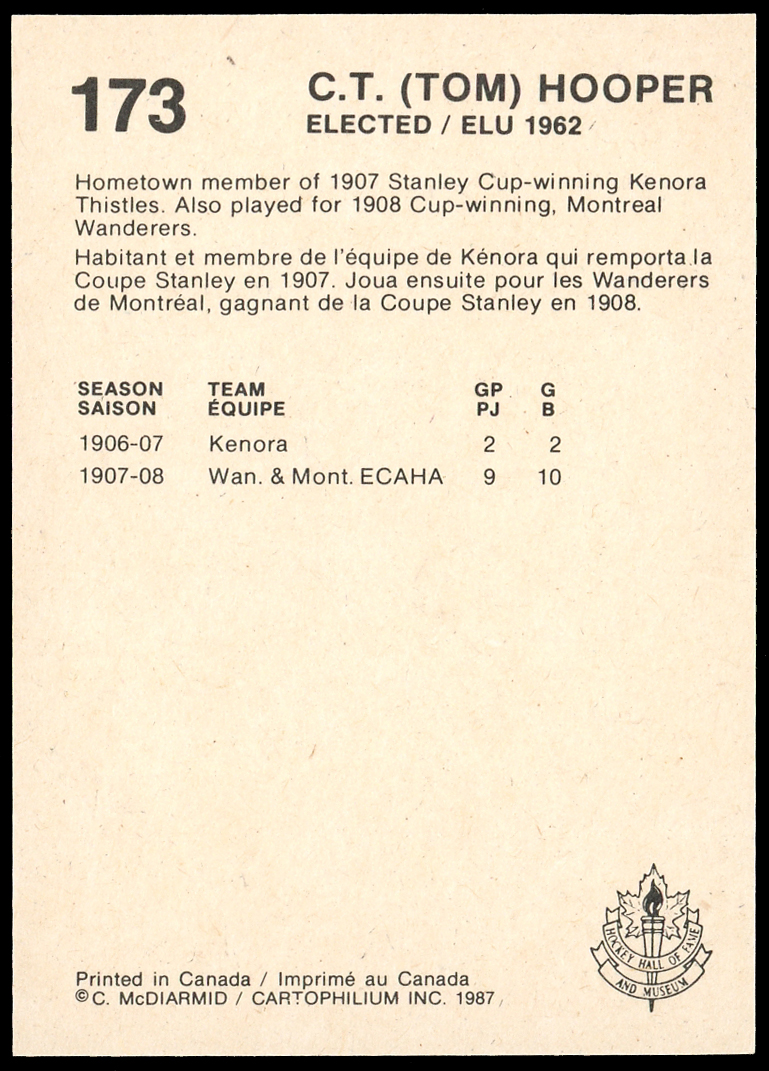 173
C.T. (TOM) HOOPER
ELECTED / ELU 1962
Hometown member of 1907 Stanley Cup-winning Kenora
Thistles. Also played for 1908 Cup-winning, Montreal
Wanderers.
Habitant et membre de l'équipe de Kénora qui remporta la
Coupe Stanley en 1907. Joua ensuite pour les Wanderers
de Montréal, gagnant de la Coupe Stanley en 1908.
SEASON TEAM GP G
SAISON ÉQUIPE PJ B
1906-07 Kenora 2 2
1907-08 Wan. & Mont. ECAHA 9 10
HOCKEY HALL OF FAME
AND MUSEUM
Printed in Canada / Imprimé au Canada
©C. McDIARMID / CARTOPHILIUM INC. 1987